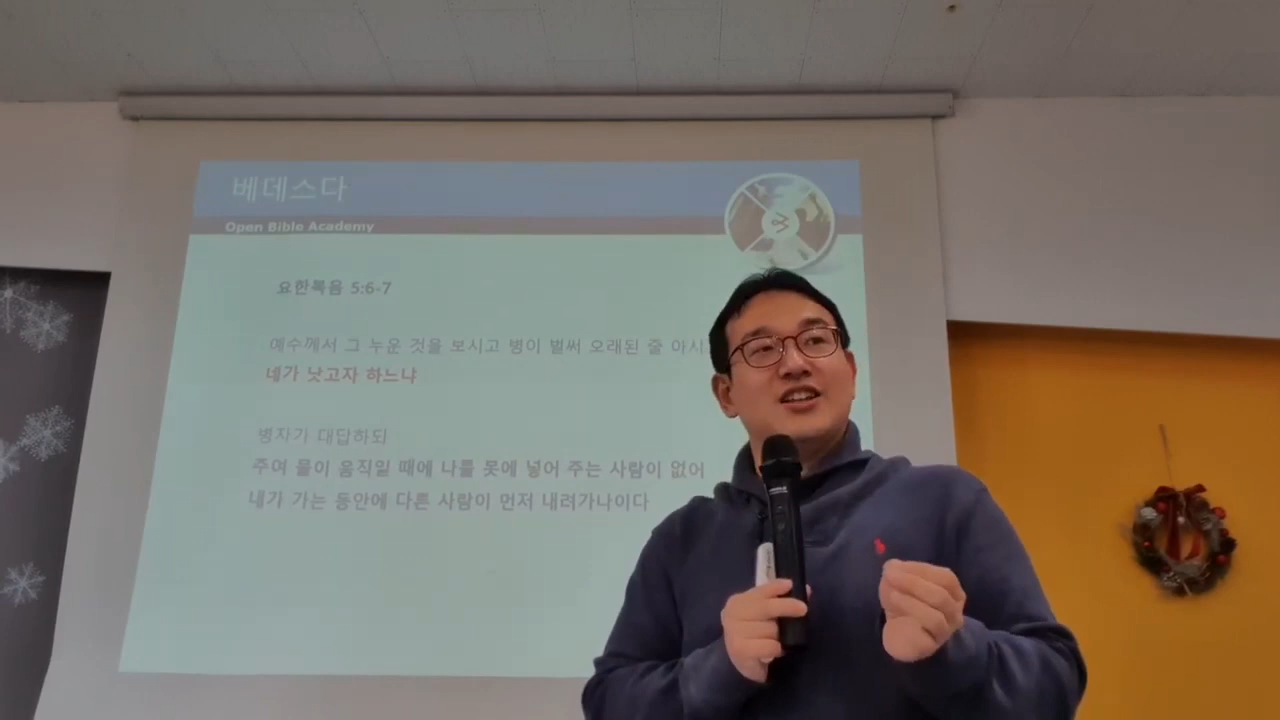 베데스다
Open Bible Academy
요한복음 5:6-7
예수께서 그 누운 것을 보시고 병이 벌써 오래된 줄 아시
네가 낫고자 하느냐
병자가 대답하되
주여 물이 움직일 때에 나를 못에 넣어 주는 사람이 없어
내가 가는 동안에 다른 사람이 먼저 내려가나이다